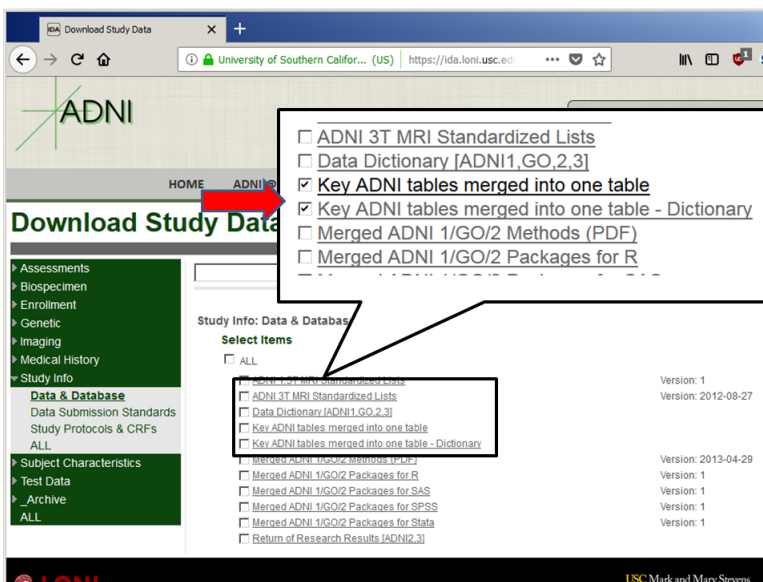 Download Study Data
University of Southern Califor... (US) https://ida.loni.usc.ed
1
ADNI
HOME ADNI
Download Study Data
ADNI 3T MRI Standardized Lists
Data Dictionary [ADNI1,GO,2,3]
Key ADNI tables merged into one table
Key ADNI tables merged into one table - Dictionary
Merged ADNI 1/GO/2 Methods (PDF)
Merged ADNI 1/GO/2 Packages for R
Assessments
Biospecimen
Enrollment
Genetic
Imaging
Medical History
Study Info
Data & Database
Data Submission Standards
Study Protocols & CRFs
ALL
Subject Characteristics
Test Data
_Archive
ALL
Study Info: Data & Databas
Select Items
ALL
ADNI 1.5T MRI Standardized Lists Version: 1
ADNI 3T MRI Standardized Lists Version: 2012-08-27
Data Dictionary [ADNI1,GO,2,3]
Key ADNI tables merged into one table
Key ADNI tables merged into one table - Dictionary
Merged ADNI 1/GO/2 Methods (PDF) Version: 2013-04-29
Merged ADNI 1/GO/2 Packages for R Version: 1
Merged ADNI 1/GO/2 Packages for SAS Version: 1
Merged ADNI 1/GO/2 Packages for SPSS Version: 1
Merged ADNI 1/GO/2 Packages for Stata Version: 1
Return of Research Results [ADNI2,3]
LONI
USC Mark and Mary Stevens